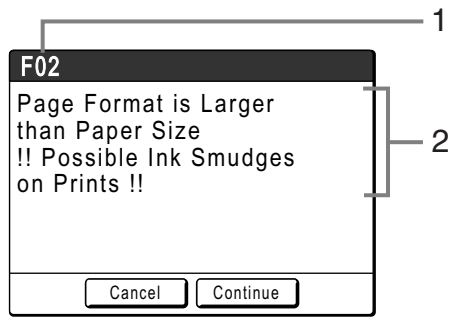 1
F02
Page Format is Larger
than Paper Size
!! Possible Ink Smudges
on Prints !!
2
Cancel Continue